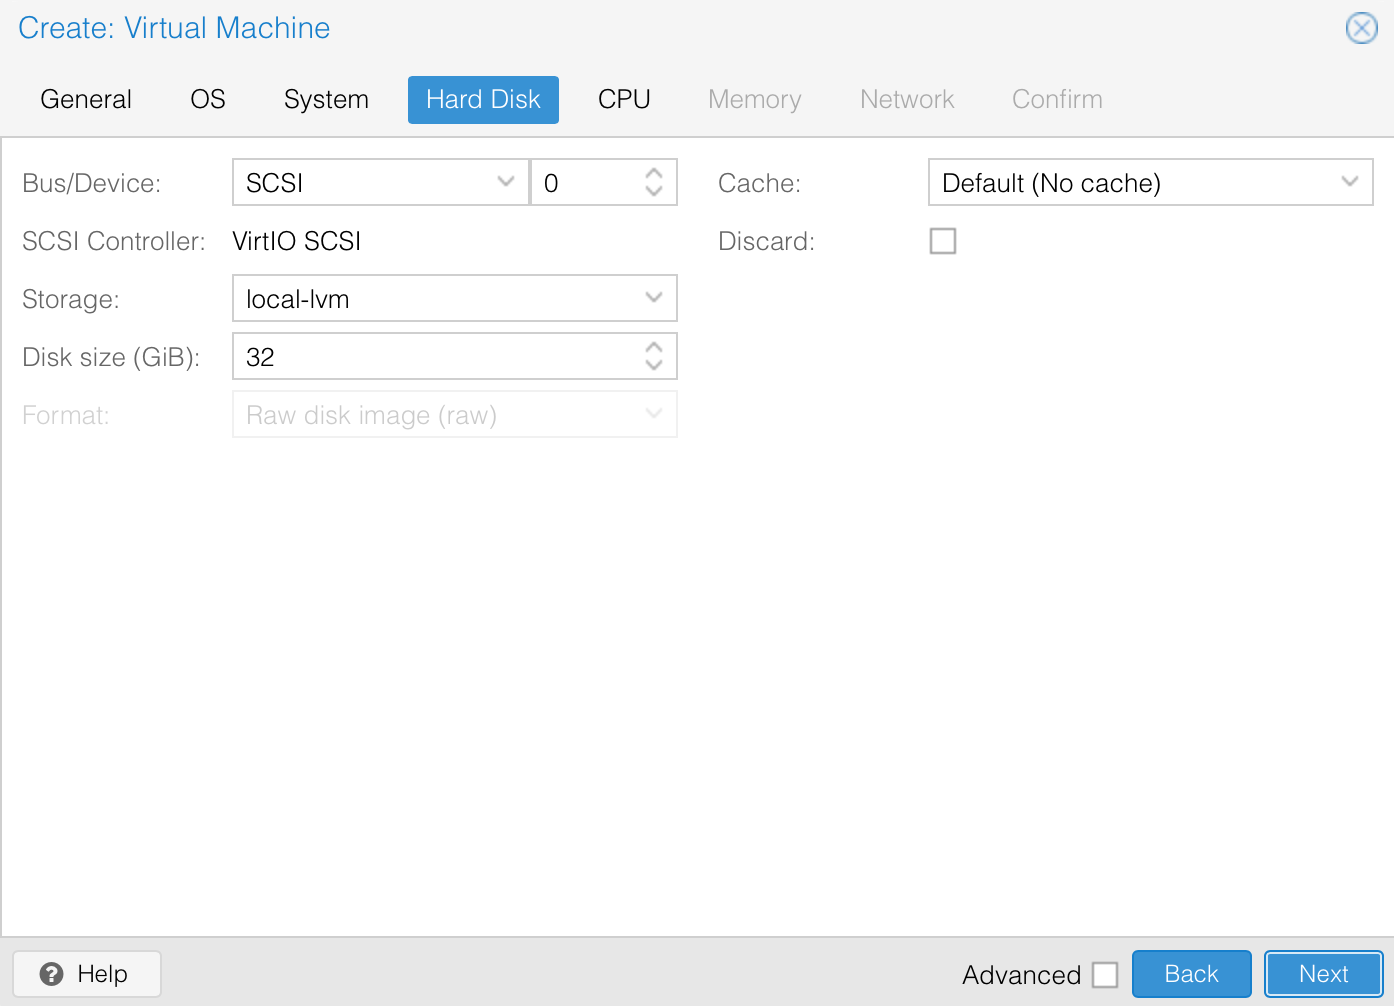 Create: Virtual Machine
General OS System Hard Disk CPU Memory Network Confirm
Bus/Device: SCSI 0 Cache: Default (No cache)
SCSI Controller: VirtIO SCSI Discard:
Storage: local-lvm
Disk size (GiB): 32
Format: Raw disk image (raw)
Help Advanced Back Next